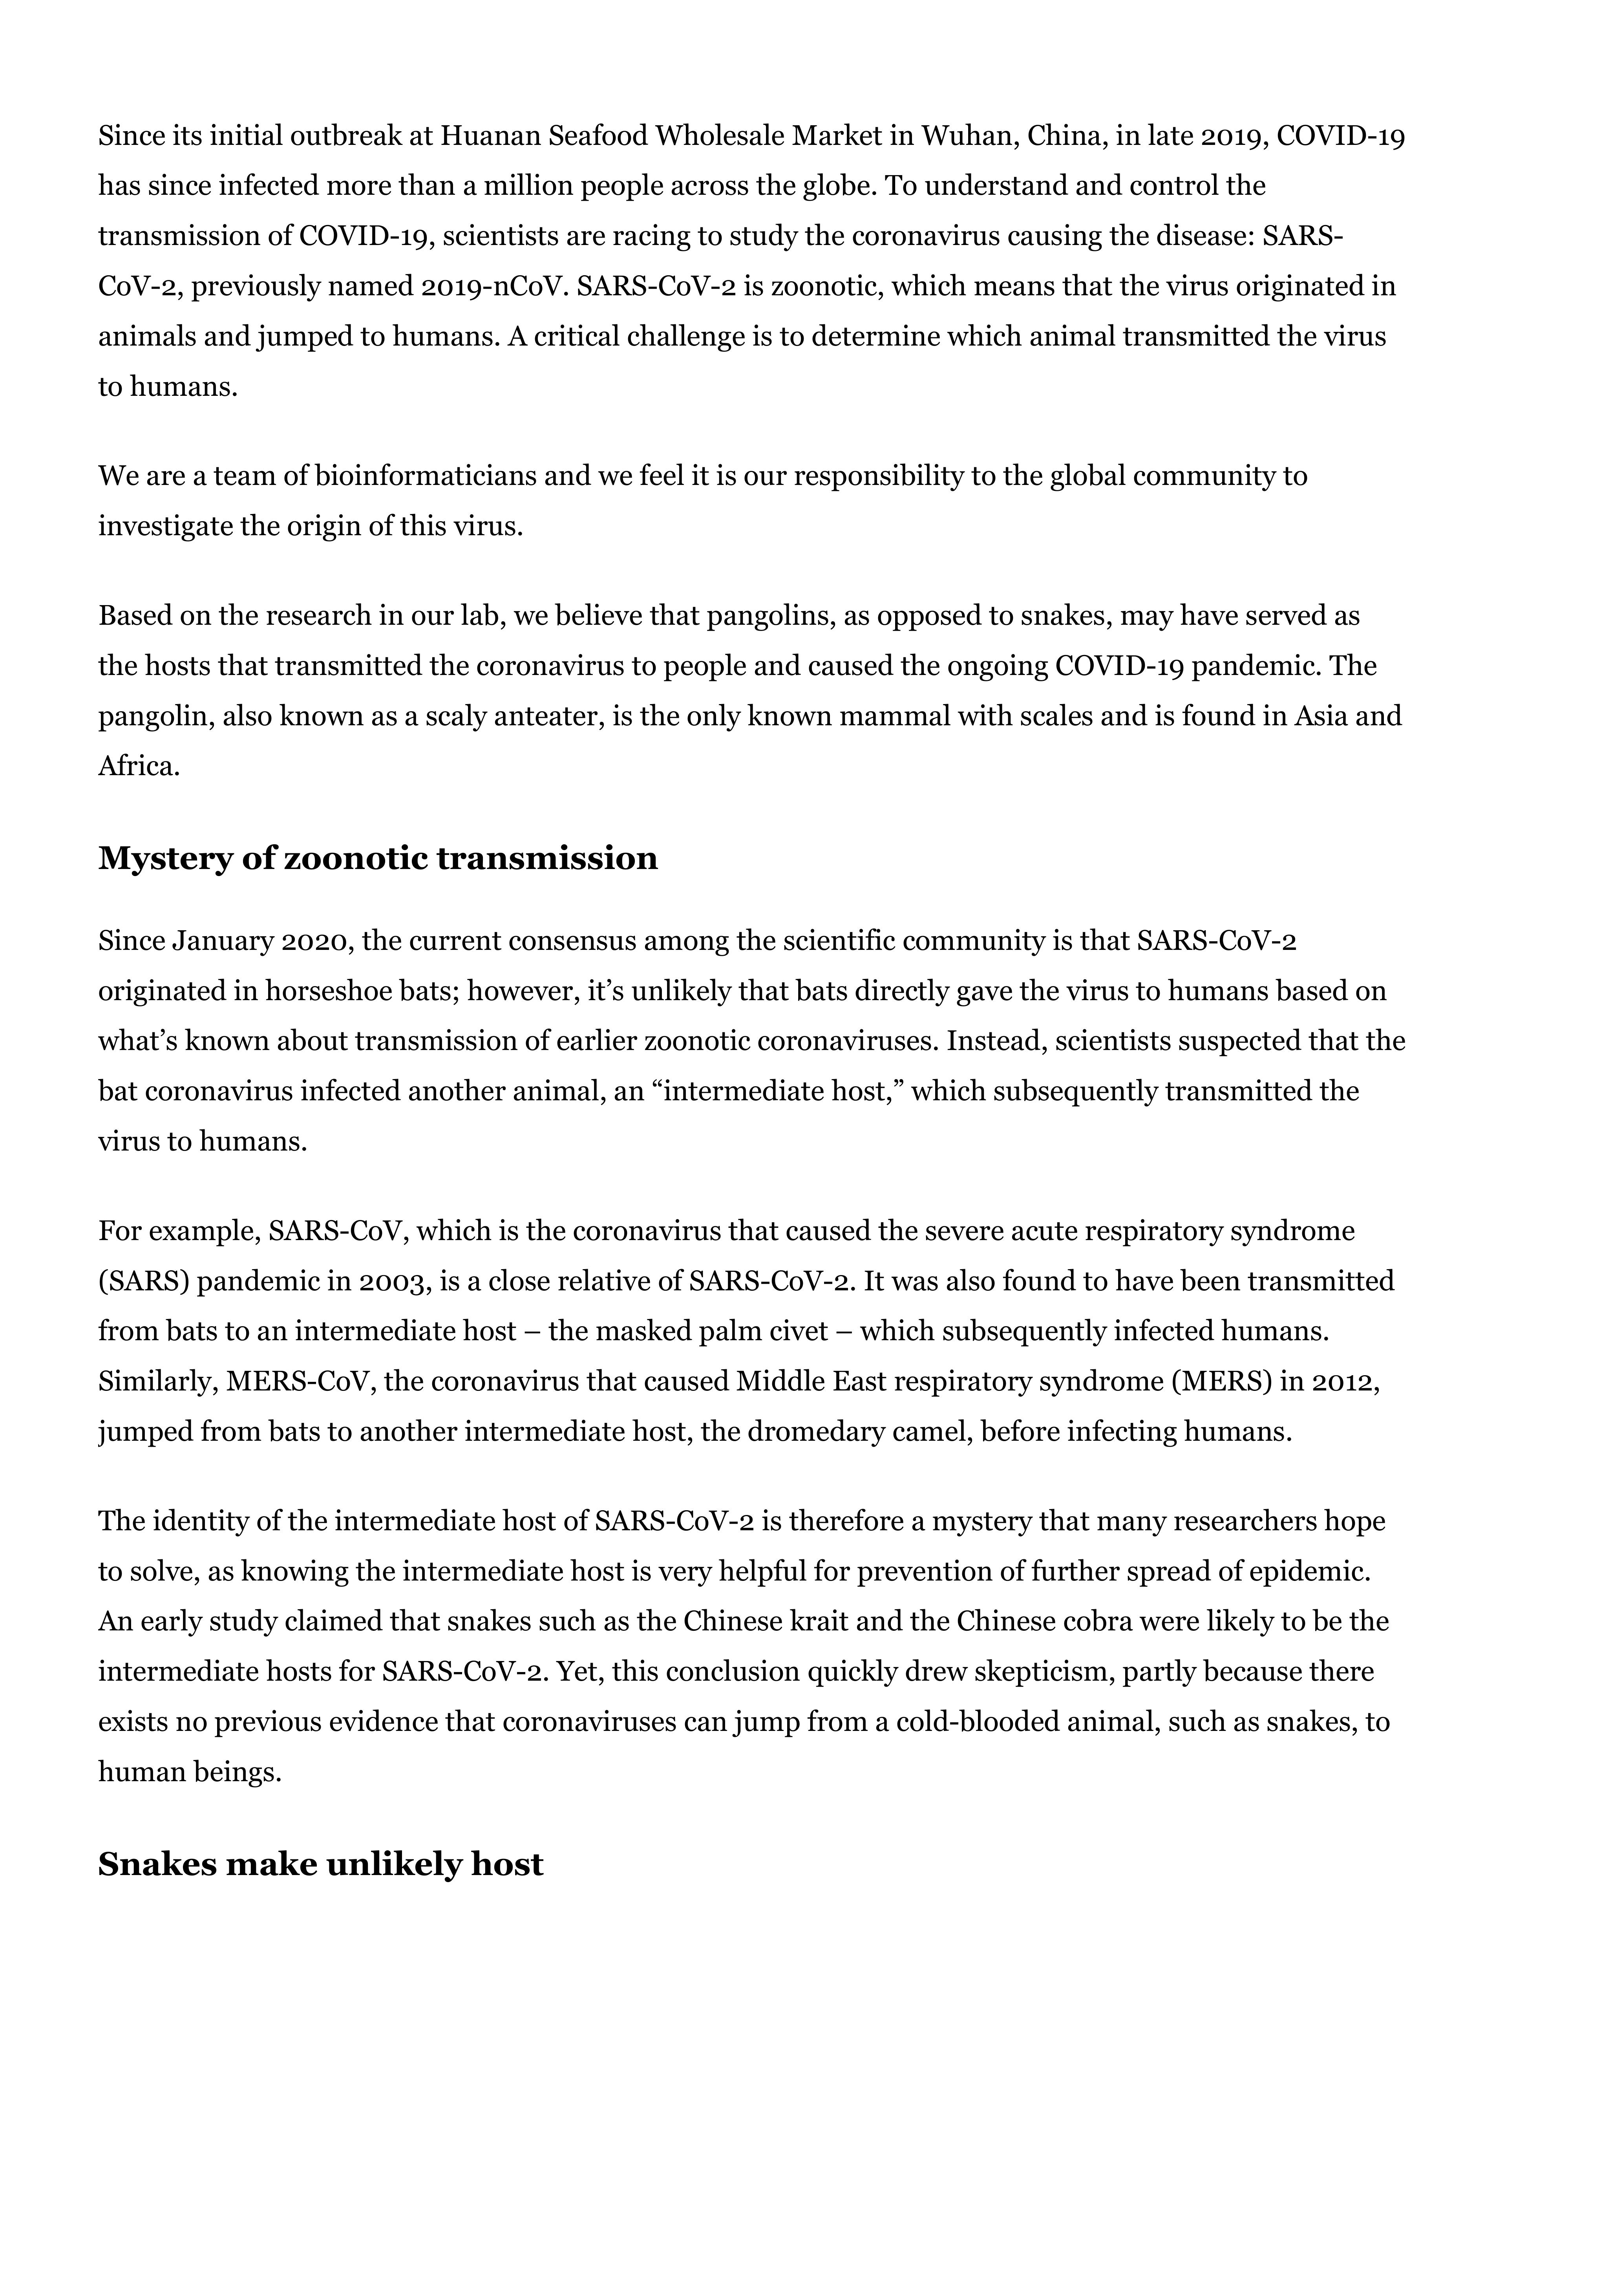 Since its initial outbreak at Huanan Seafood Wholesale Market in Wuhan, China, in late 2019, COVID-19
has since infected more than a million people across the globe. To understand and control the
transmission of COVID-19, scientists are racing to study the coronavirus causing the disease: SARS-
CoV-2, previously named 2019-nCoV. SARS-CoV-2 is zoonotic, which means that the virus originated in
animals and jumped to humans. A critical challenge is to determine which animal transmitted the virus
to humans.
We are a team of bioinformaticians and we feel it is our responsibility to the global community to
investigate the origin of this virus.
Based on the research in our lab, we believe that pangolins, as opposed to snakes, may have served as
the hosts that transmitted the coronavirus to people and caused the ongoing COVID-19 pandemic. The
pangolin, also known as a scaly anteater, is the only known mammal with scales and is found in Asia and
Africa.
Mystery of zoonotic transmission
Since January 2020, the current consensus among the scientific community is that SARS-CoV-2
originated in horseshoe bats; however, it’s unlikely that bats directly gave the virus to humans based on
what’s known about transmission of earlier zoonotic coronaviruses. Instead, scientists suspected that the
bat coronavirus infected another animal, an “intermediate host,” which subsequently transmitted the
virus to humans.
For example, SARS-CoV, which is the coronavirus that caused the severe acute respiratory syndrome
(SARS) pandemic in 2003, is a close relative of SARS-CoV-2. It was also found to have been transmitted
from bats to an intermediate host – the masked palm civet – which subsequently infected humans.
Similarly, MERS-CoV, the coronavirus that caused Middle East respiratory syndrome (MERS) in 2012,
jumped from bats to another intermediate host, the dromedary camel, before infecting humans.
The identity of the intermediate host of SARS-CoV-2 is therefore a mystery that many researchers hope
to solve, as knowing the intermediate host is very helpful for prevention of further spread of epidemic.
An early study claimed that snakes such as the Chinese krait and the Chinese cobra were likely to be the
intermediate hosts for SARS-CoV-2. Yet, this conclusion quickly drew skepticism, partly because there
exists no previous evidence that coronaviruses can jump from a cold-blooded animal, such as snakes, to
human beings.
Snakes make unlikely host